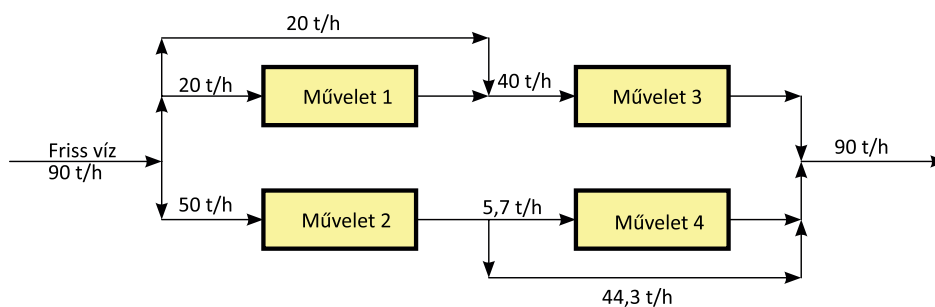 20 t/h
20 t/h
Művelet 1
40 t/h
Művelet 3
Friss víz
90 t/h
90 t/h
50 t/h
Művelet 2
5,7 t/h
Művelet 4
44,3 t/h